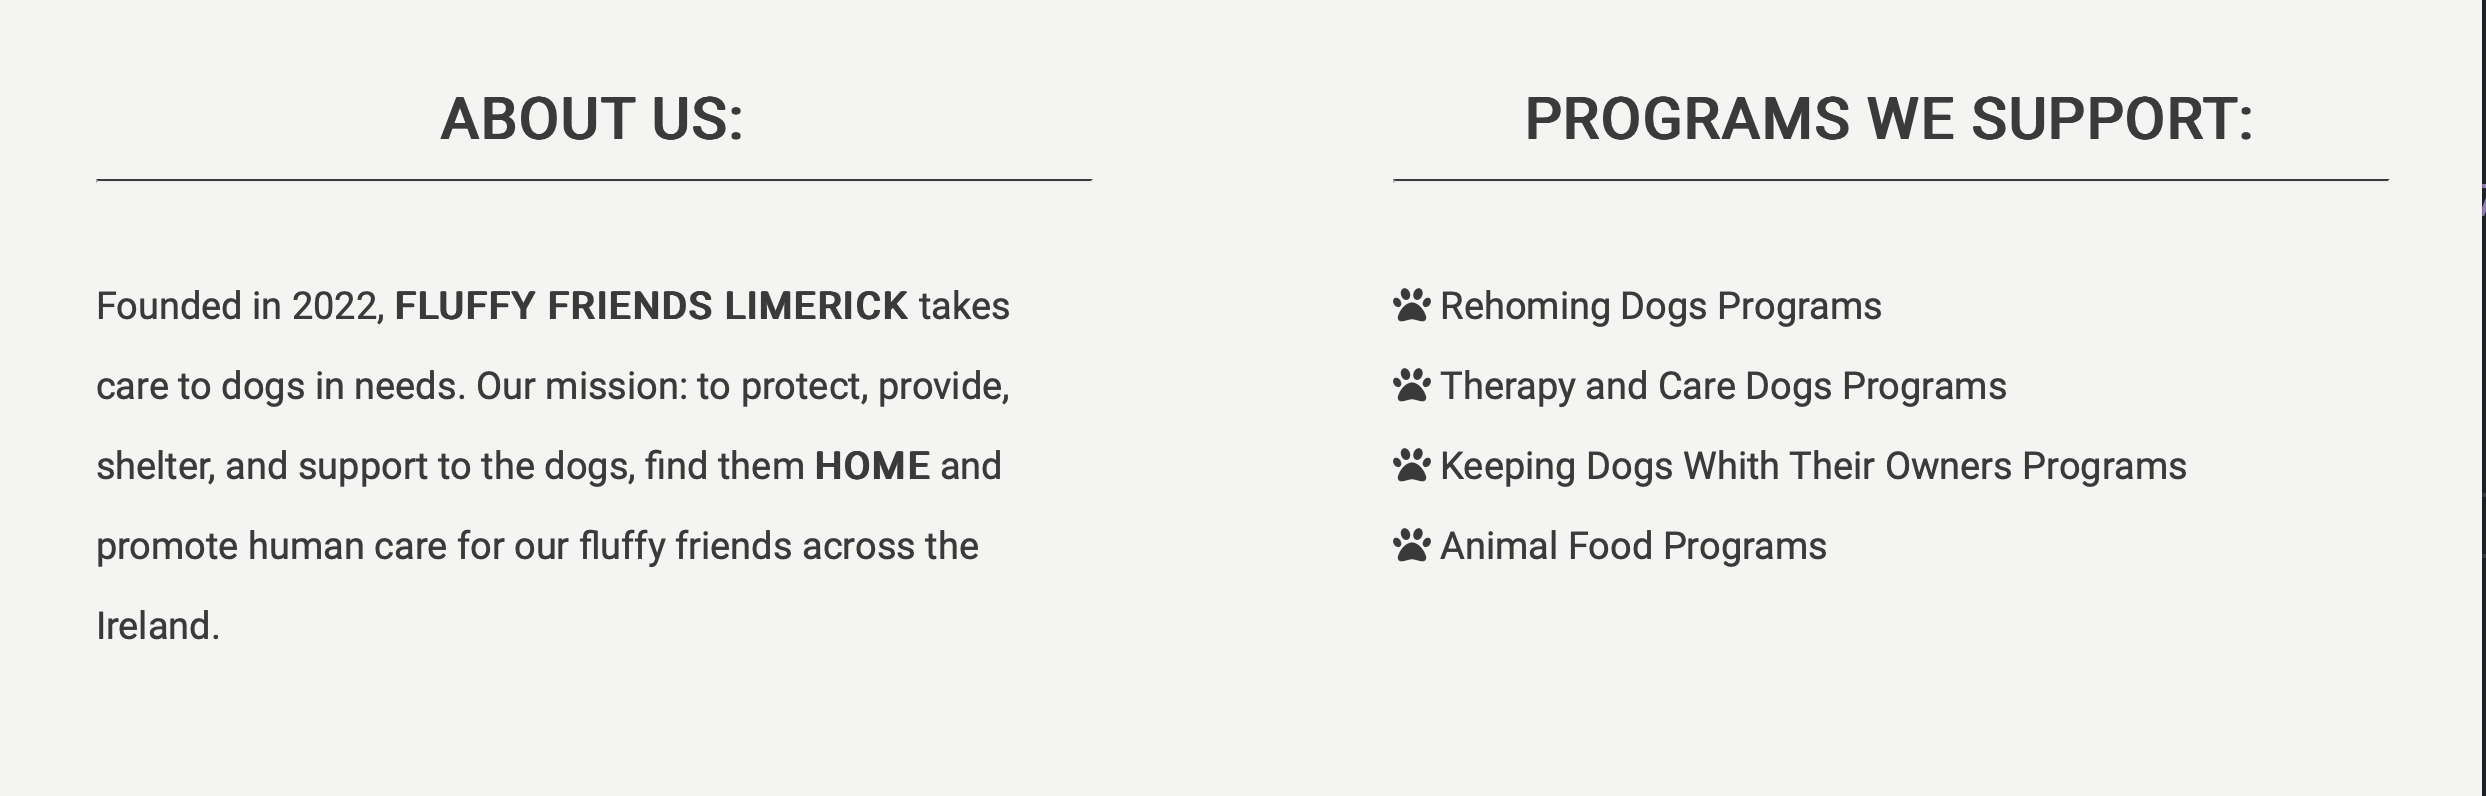 ABOUT US:
Founded in 2022, FLUFFY FRIENDS LIMERICK takes
care to dogs in needs. Our mission: to protect, provide,
shelter, and support to the dogs, find them HOME and
promote human care for our fluffy friends across the
Ireland.
PROGRAMS WE SUPPORT:
Rehoming Dogs Programs
Therapy and Care Dogs Programs
Keeping Dogs Whith Their Owners Programs
Animal Food Programs